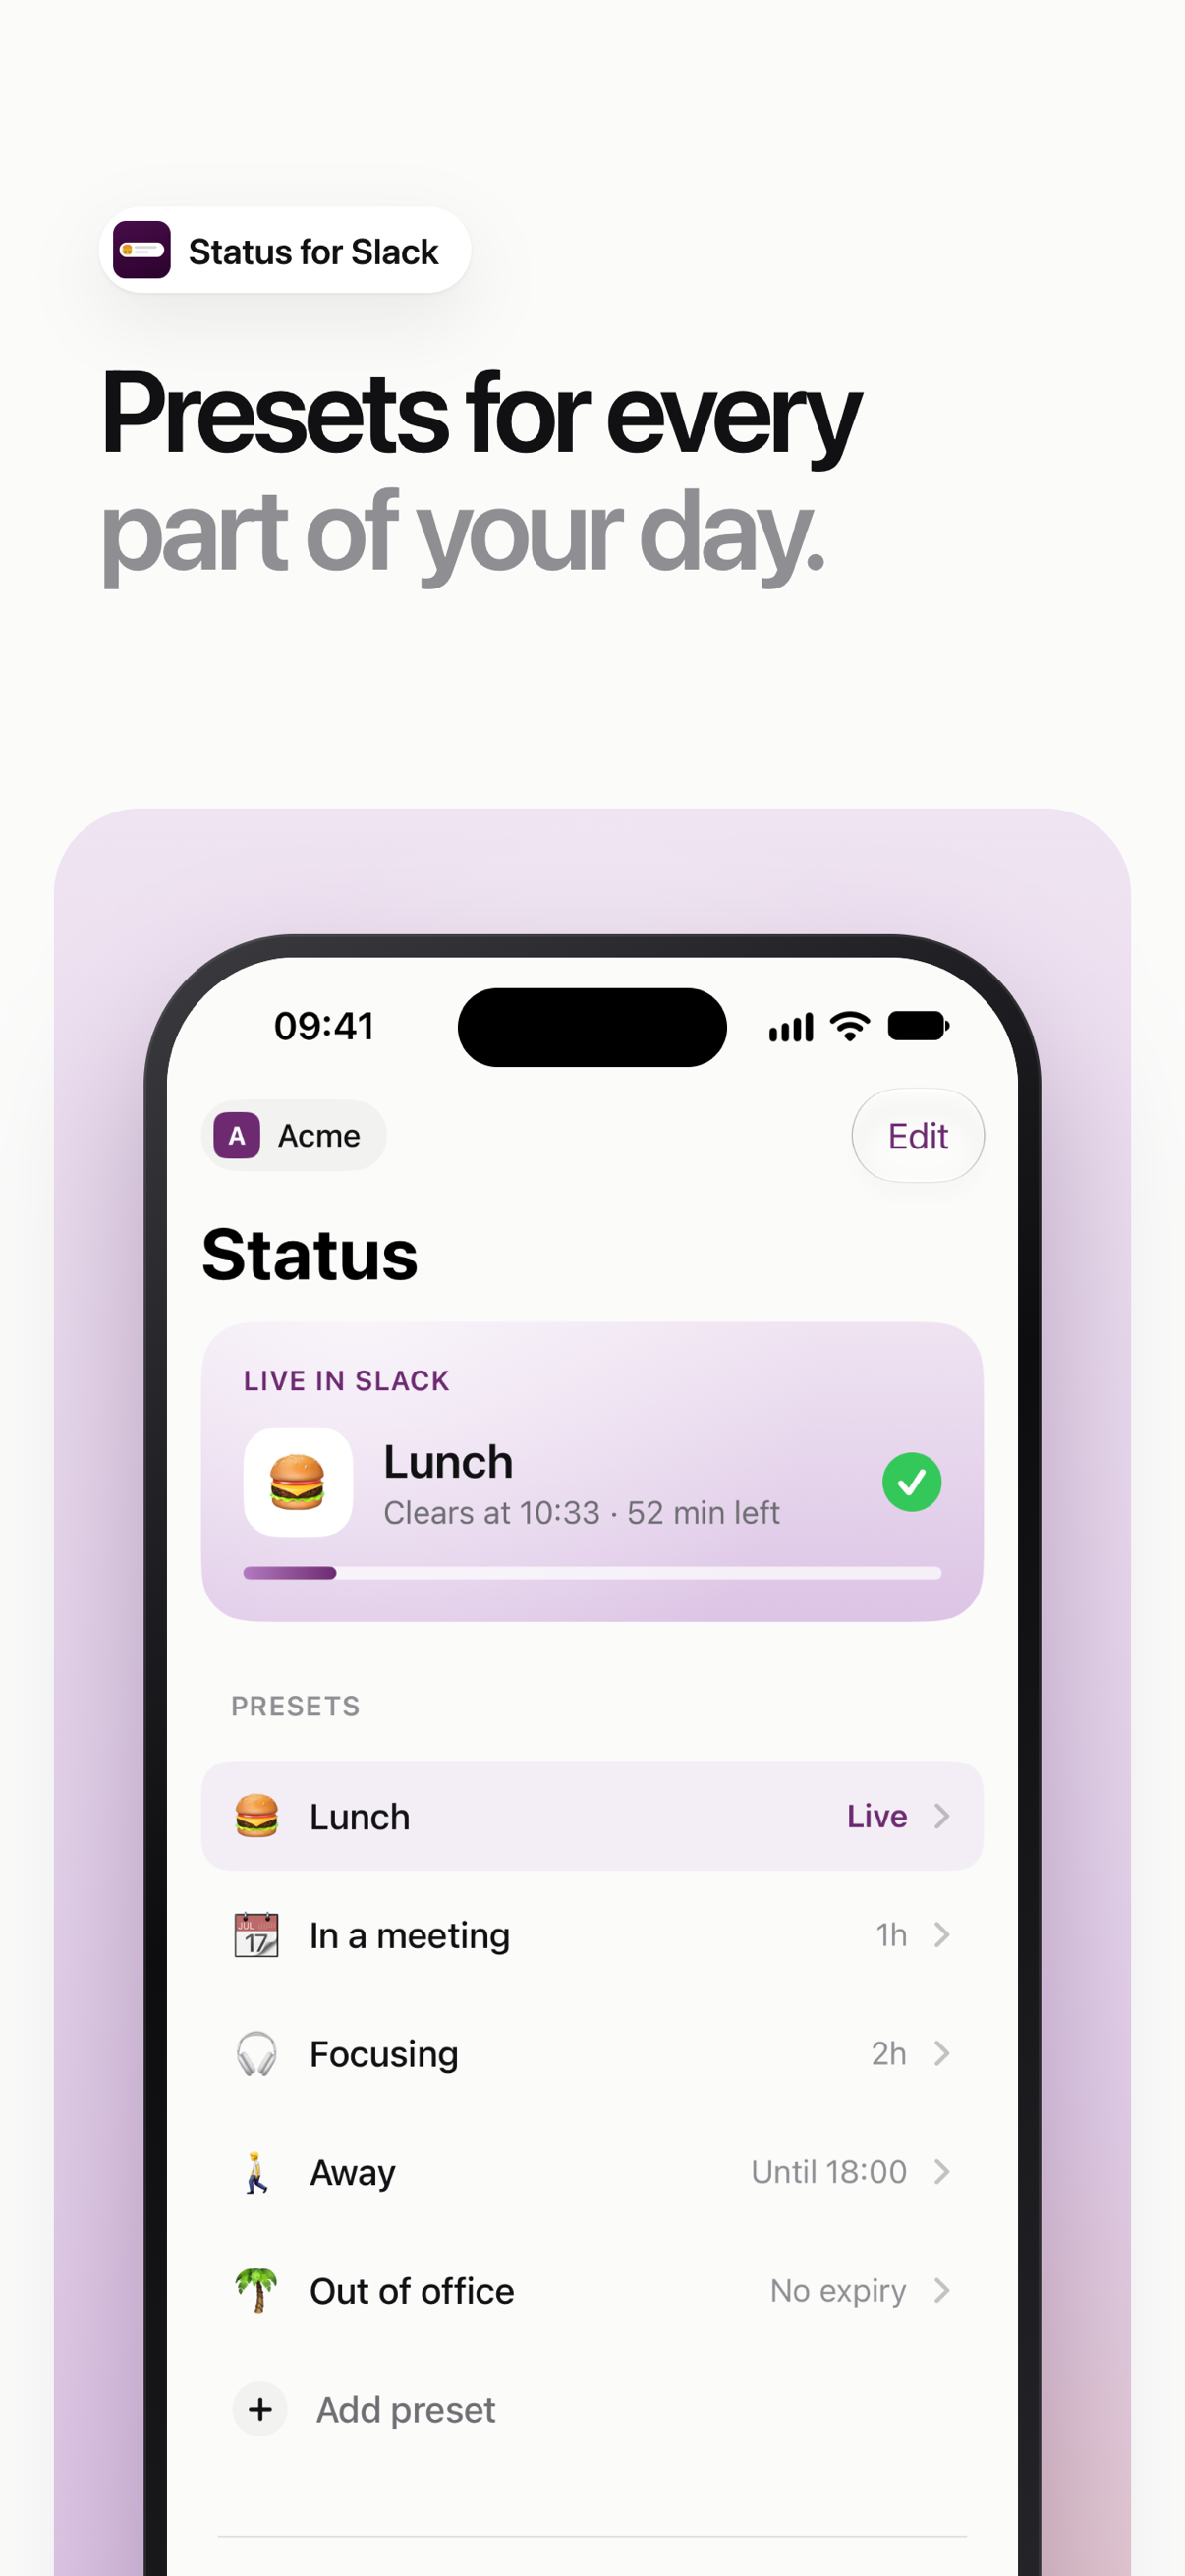 Status for Slack
Presets for every
part of your day.
09:41
A Acme
Edit
Status
LIVE IN SLACK
Lunch
Clears at 10:33 · 52 min left
PRESETS
Lunch Live
JUL 17 In a meeting 1h
Focusing 2h
Away Until 18:00
Out of office No expiry
+ Add preset